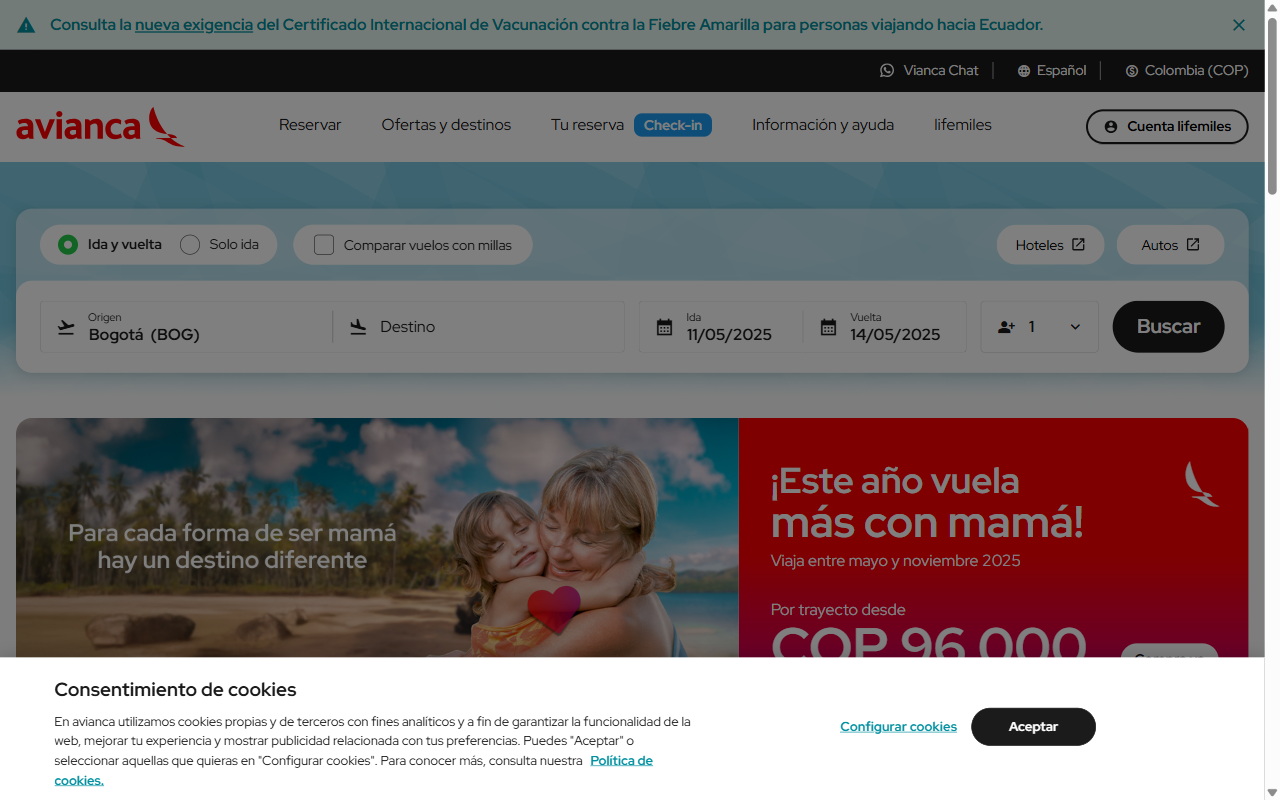 Consulta la nueva exigencia del Certificado Internacional de Vacunación contra la Fiebre Amarilla para personas viajando hacia Ecuador.
Vianca Chat
Español
Colombia (COP)
avianca
Reservar
Ofertas y destinos
Tu reserva
Check-in
Información y ayuda
lifemiles
Cuenta lifemiles
Ida y vuelta
Solo ida
Comparar vuelos con millas
Hoteles
Autos
Origen
Bogotá (BOG)
Destino
Ida
11/05/2025
Vuelta
14/05/2025
1
Buscar
Para cada forma de ser mamá
hay un destino diferente
¡Este año vuela
más con mamá!
Viaja entre mayo y noviembre 2025
Por trayecto desde
COP 96.000
Consentimiento de cookies
En avianca utilizamos cookies propias y de terceros con fines analíticos y a fin de garantizar la funcionalidad de la
web, mejorar tu experiencia y mostrar publicidad relacionada con tus preferencias. Puedes "Aceptar" o
seleccionar aquellas que quieras en "Configurar cookies". Para conocer más, consulta nuestra Política de
cookies.
Configurar cookies
Aceptar